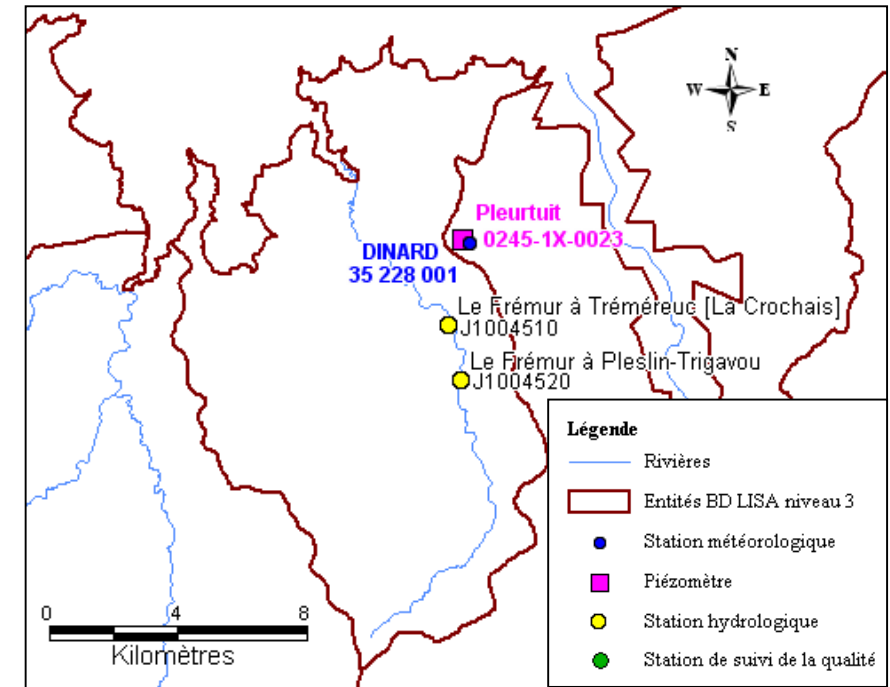 N
W E
S
Pleurtuit
0245-1X-0023
DINARD
35 228 001
Le Frémur à Tréméreuc [La Crochais]
J1004510
Le Frémur à Pleslin-Trigavou
J1004520
Légende
Rivières
Entités BD LISA niveau 3
Station météorologique
Piézomètre
Station hydrologique
Station de suivi de la qualité
0 4 8
Kilomètres